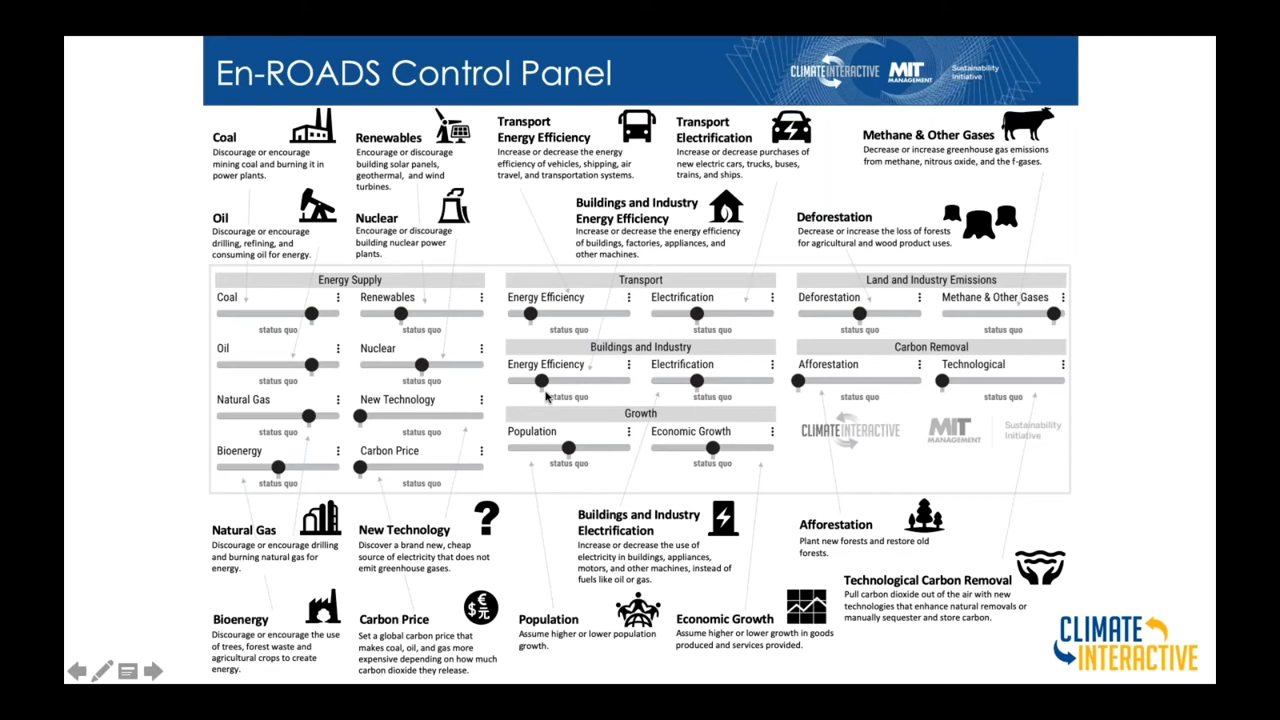 En-ROADS Control Panel
CLIMATE INTERACTIVE
MIT
MANAGEMENT
Sustainability
Initiative
Coal
Discourage or encourage
mining coal and burning it in
power plants.
Renewables
Encourage or discourage
building solar panels,
geothermal, and wind
turbines.
Transport
Energy Efficiency
Increase or decrease the energy
efficiency of vehicles, shipping, air
travel, and transportation systems.
Transport
Electrification
Increase or decrease purchases of
new electric cars, trucks, buses,
trains, and ships.
Methane & Other Gases
Decrease or increase greenhouse gas emissions
from methane, nitrous oxide, and the f-gases.
Oil
Discourage or encourage
drilling, refining, and
consuming oil for energy.
Nuclear
Encourage or discourage
building nuclear power
plants.
Buildings and Industry
Energy Efficiency
Increase or decrease the energy efficiency
of buildings, factories, appliances, and
other machines.
Deforestation
Decrease or increase the loss of forests
for agricultural and wood product uses.
Energy Supply
Coal
Renewables
status quo
status quo
Oil
Nuclear
status quo
status quo
Natural Gas
New Technology
status quo
status quo
Bioenergy
Carbon Price
status quo
status quo
Transport
Energy Efficiency
Electrification
status quo
status quo
Buildings and Industry
Energy Efficiency
Electrification
status quo
status quo
Growth
Population
Economic Growth
status quo
status quo
Land and Industry Emissions
Deforestation
Methane & Other Gases
status quo
status quo
Carbon Removal
Afforestation
Technological
status quo
status quo
CLIMATE INTERACTIVE
MIT
MANAGEMENT
Sustainability
Initiative
Natural Gas
Discourage or encourage drilling
and burning natural gas for
energy.
New Technology
Discover a brand new, cheap
source of electricity that does not
emit greenhouse gases.
Buildings and Industry
Electrification
Increase or decrease the use of
electricity in buildings, appliances,
motors, and other machines, instead of
fuels like oil or gas.
Afforestation
Plant new forests and restore old
forests.
Technological Carbon Removal
Pull carbon dioxide out of the air with new
technologies that enhance natural removals or
manually sequester and store carbon.
Bioenergy
Discourage or encourage the use
of trees, forest waste and
agricultural crops to create
energy.
Carbon Price
Set a global carbon price that
makes coal, oil, and gas more
expensive depending on how much
carbon dioxide they release.
Population
Assume higher or lower population
growth.
Economic Growth
Assume higher or lower growth in goods
produced and services provided.
CLIMATE
INTERACTIVE